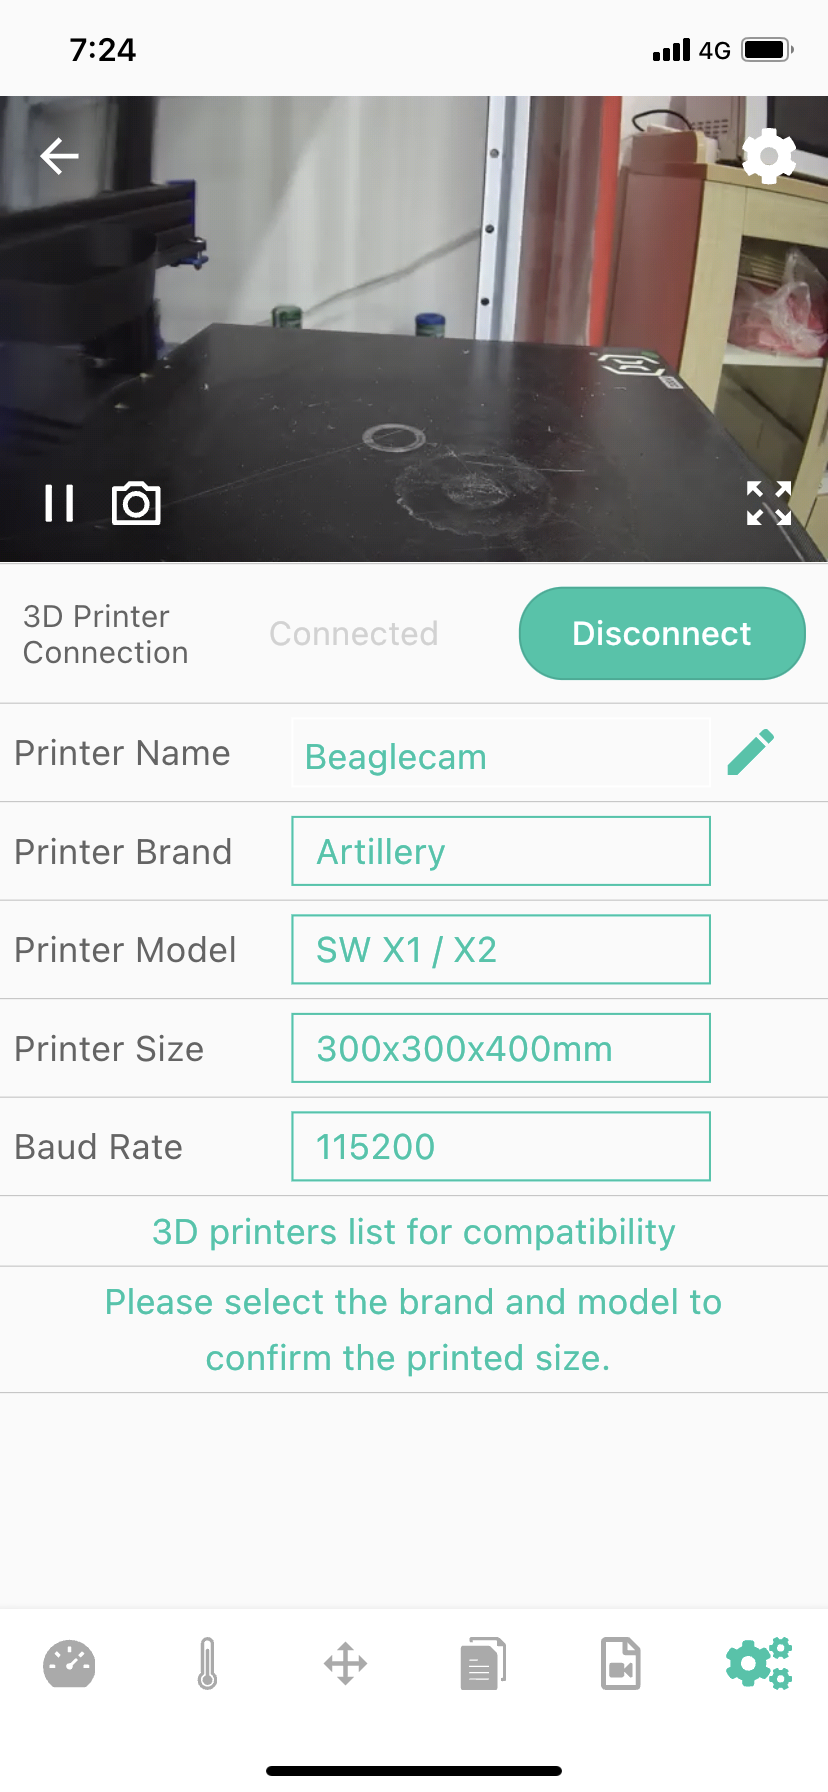 7:24
4G
3D Printer
Connection
Connected
Disconnect
Printer Name
Beaglecam
Printer Brand
Artillery
Printer Model
SW X1 / X2
Printer Size
300x300x400mm
Baud Rate
115200
3D printers list for compatibility
Please select the brand and model to
confirm the printed size.